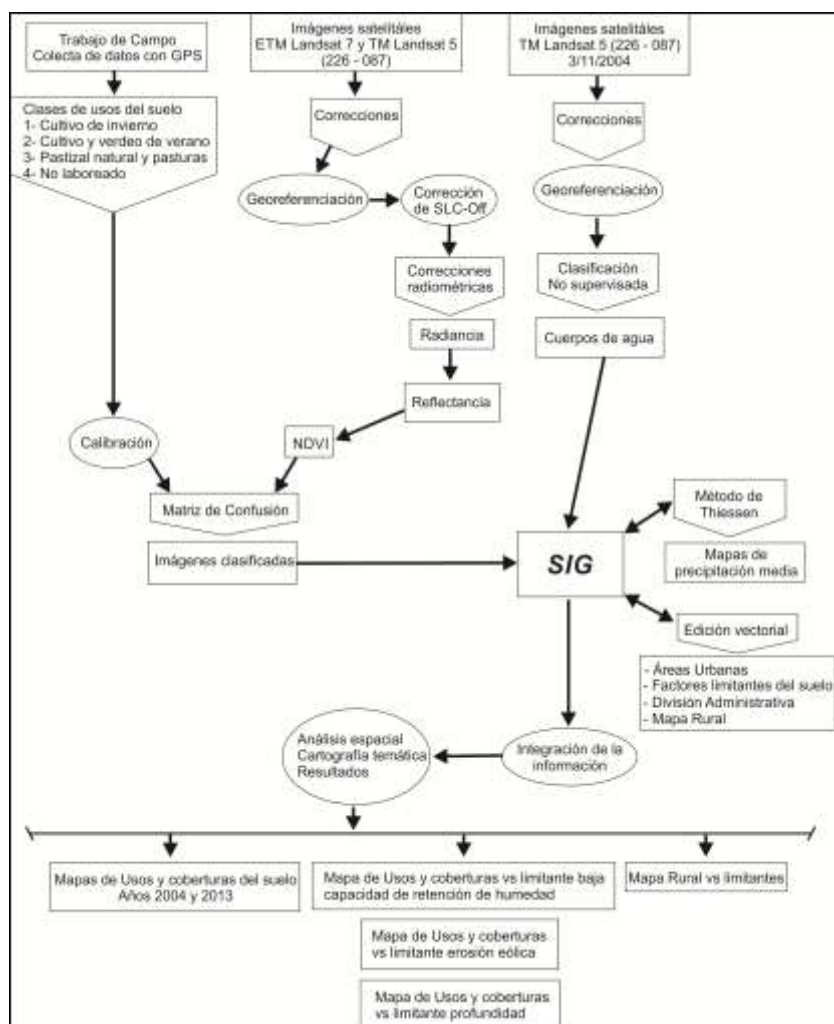 Trabajo de Campo
Colecta de datos con GPS
Imágenes satelitáles
ETM Landsat 7 y TM Landsat 5
(226 - 087)
Imágenes satelitáles
TM Landsat 5 (226 - 087)
3/11/2004
Clases de usos del suelo
1- Cultivo de invierno
2- Cultivo y verdeo de verano
3- Pastizal natural y pasturas
4- No laboreado
Correcciones
Correcciones
Georeferenciación
Corrección
de SLC-Off
Georeferenciación
Correcciones
radiométricas
Clasificación
No supervisada
Radiancia
Cuerpos de agua
Reflectancia
Calibración
NDVI
Matriz de Confusión
Método de
Thiessen
Imágenes clasificadas
SIG
Mapas de
precipitación media
Edición vectorial
- Áreas Urbanas
- Factores limitantes del suelo
- División Administrativa
- Mapa Rural
Análisis espacial
Cartografía temática
Resultados
Integración de la
información
Mapas de Usos y coberturas del suelo
Años 2004 y 2013
Mapa de Usos y coberturas vs limitante baja
capacidad de retención de humedad
Mapa Rural vs limitantes
Mapa de Usos y coberturas
vs limitante erosión eólica
Mapa de Usos y coberturas
vs limitante profundidad